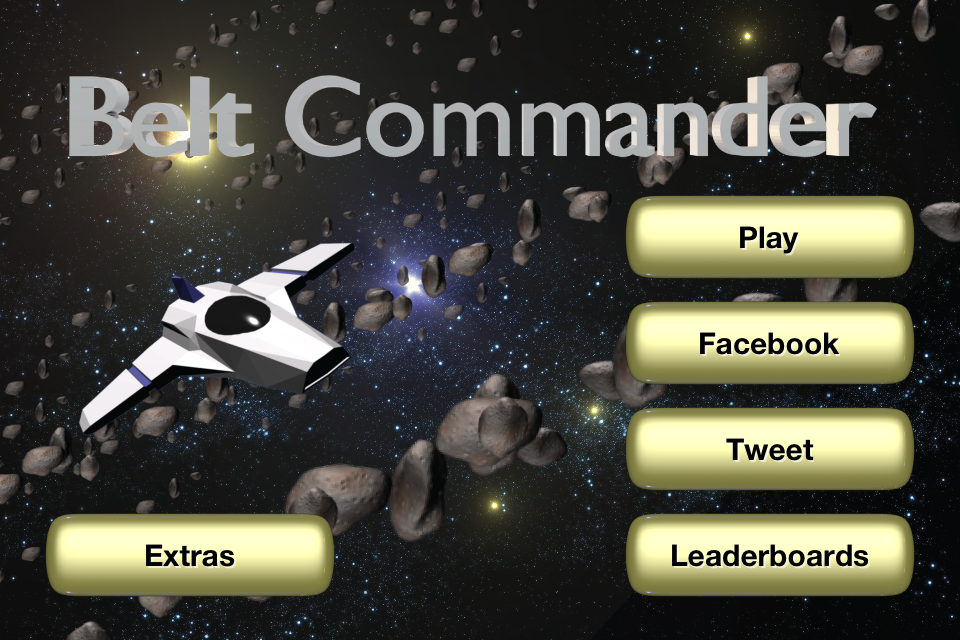 Belt Commander
Play
Facebook
Tweet
Extras
Leaderboards